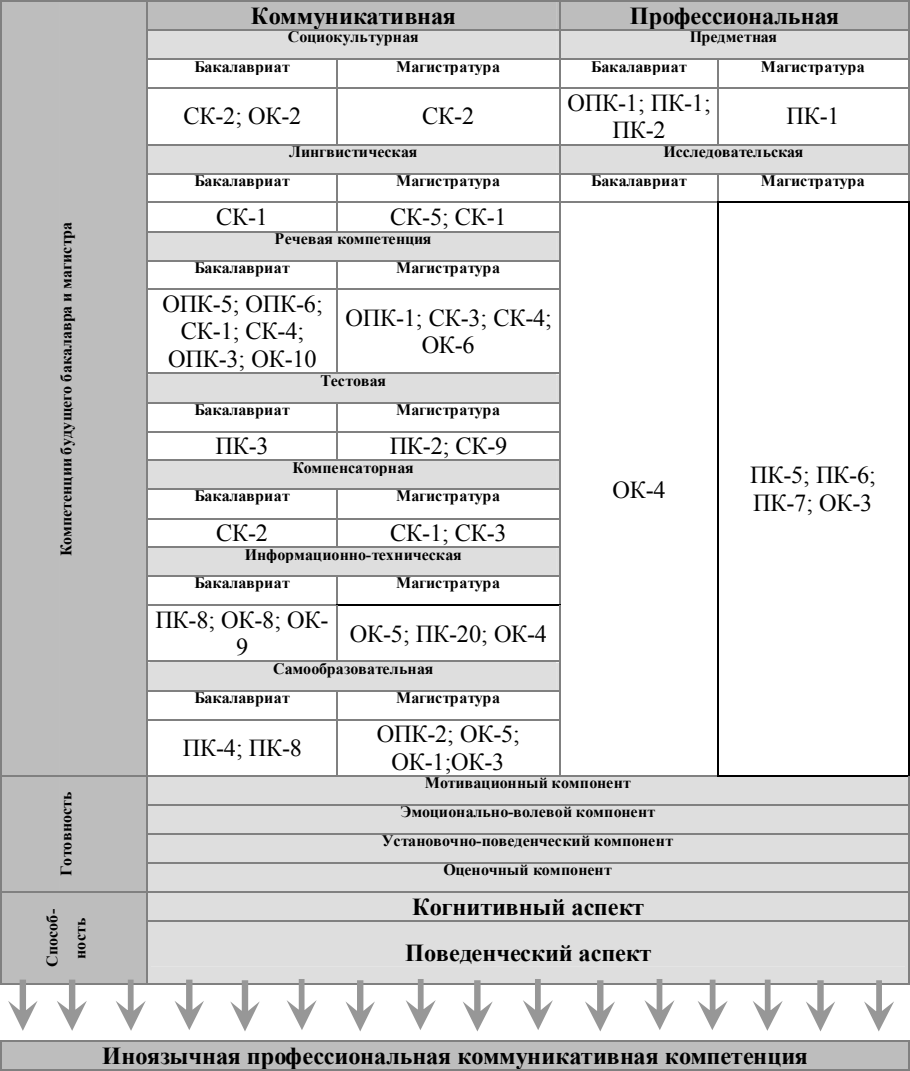 Коммуникативная
Профессиональная
Социокультурная
Предметная
Бакалавриат
Магистратура
Бакалавриат
Магистратура
СК-2; ОК-2
СК-2
ОПК-1; ПК-1;
ПК-2
ПК-1
Лингвистическая
Исследовательская
Бакалавриат
Магистратура
Бакалавриат
Магистратура
СК-1
СК-5; СК-1
Речевая компетенция
Бакалавриат
Магистратура
ОПК-5; ОПК-6;
СК-1; СК-4;
ОПК-3; ОК-10
ОПК-1; СК-3; СК-4;
ОК-6
Тестовая
Бакалавриат
Магистратура
ПК-3
ПК-2; СК-9
Компенсаторная
Бакалавриат
Магистратура
СК-2
СК-1; СК-3
Информационно-техническая
Бакалавриат
Магистратура
ПК-8; ОК-8; ОК-
9
ОК-5; ПК-20; ОК-4
Самообразовательная
Бакалавриат
Магистратура
ПК-4; ПК-8
ОПК-2; ОК-5;
ОК-1;ОК-3
ОК-4
ПК-5; ПК-6;
ПК-7; ОК-3
Компетенции будущего бакалавра и магистра
Готовность
Мотивационный компонент
Эмоционально-волевой компонент
Установочно-поведенческий компонент
Оценочный компонент
Способ-
ность
Когнитивный аспект
Поведенческий аспект
Иноязычная профессиональная коммуникативная компетенция